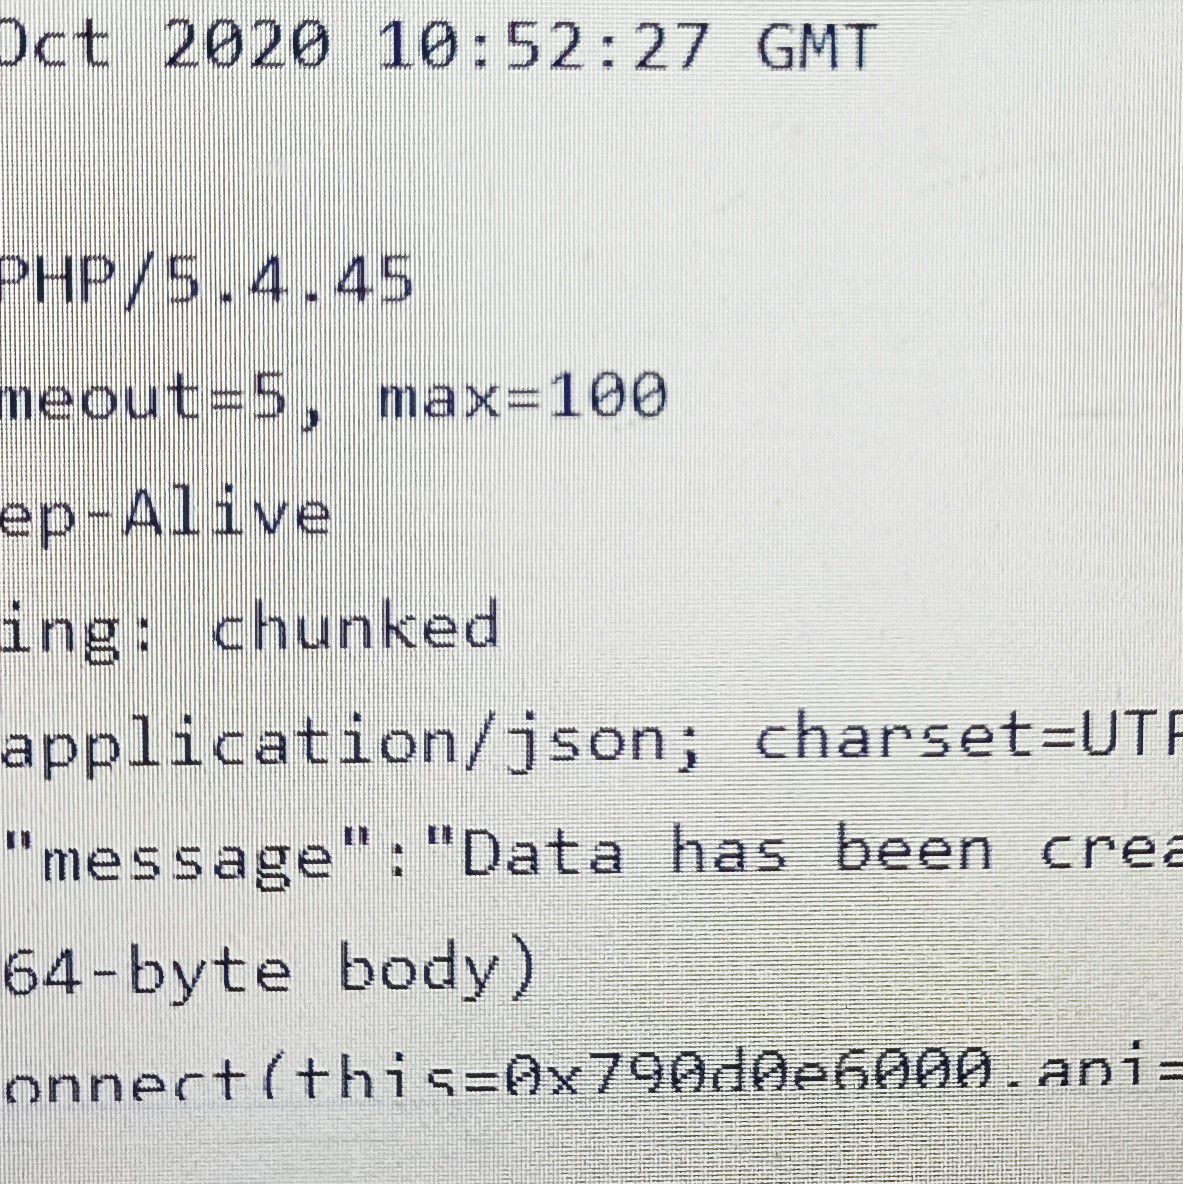 Oct 2020 10:52:27 GMT
PHP/5.4.45
meout=5, max=100
ep-Alive
ing: chunked
application/json; charset=UTF
"message":"Data has been crea
64-byte body)
onnect(this=0x790d0e6000,api=